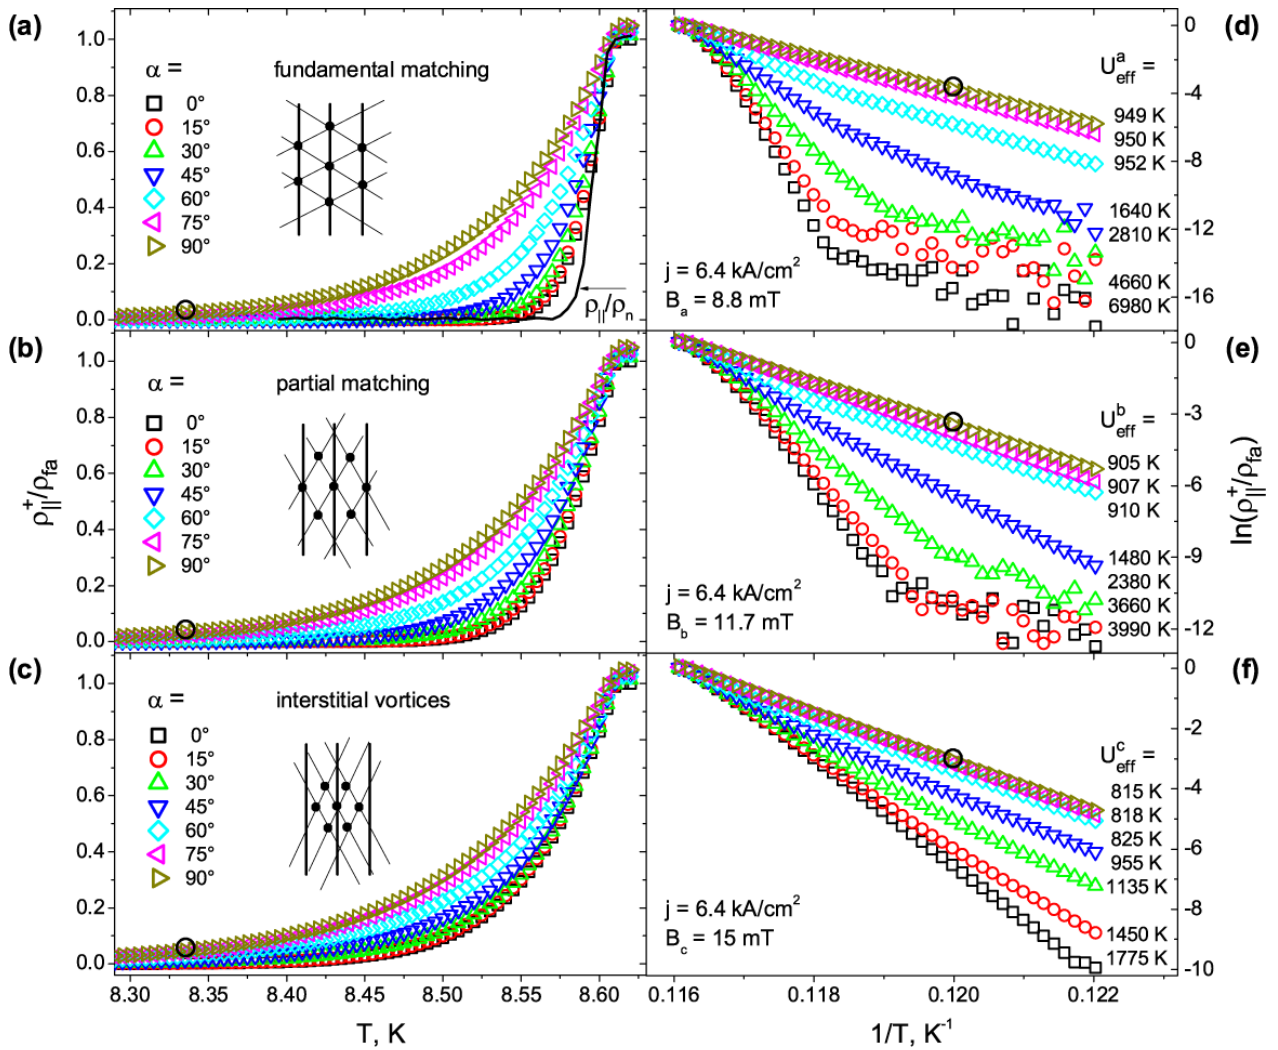 (a)
α =
fundamental matching
0°
15°
30°
45°
60°
75°
90°
ρ||/ρn
1.0
0.8
0.6
0.4
0.2
0.0
(d)
U^a_eff =
949 K
950 K
952 K
1640 K
2810 K
4660 K
6980 K
j = 6.4 kA/cm²
Ba = 8.8 mT
0
-4
-8
-12
-16
(b)
α =
partial matching
0°
15°
30°
45°
60°
75°
90°
1.0
0.8
0.6
0.4
0.2
0.0
ρ⁺||/ρfa
(e)
U^b_eff =
905 K
907 K
910 K
1480 K
2380 K
3660 K
3990 K
j = 6.4 kA/cm²
Bb = 11.7 mT
0
-3
-6
-9
-12
ln(ρ⁺||/ρfa)
(c)
α =
interstitial vortices
0°
15°
30°
45°
60°
75°
90°
1.0
0.8
0.6
0.4
0.2
0.0
8.30 8.35 8.40 8.45 8.50 8.55 8.60
T, K
(f)
U^c_eff =
815 K
818 K
825 K
955 K
1135 K
1450 K
1775 K
j = 6.4 kA/cm²
Bc = 15 mT
0
-2
-4
-6
-8
-10
0.116 0.118 0.120 0.122
1/T, K⁻¹